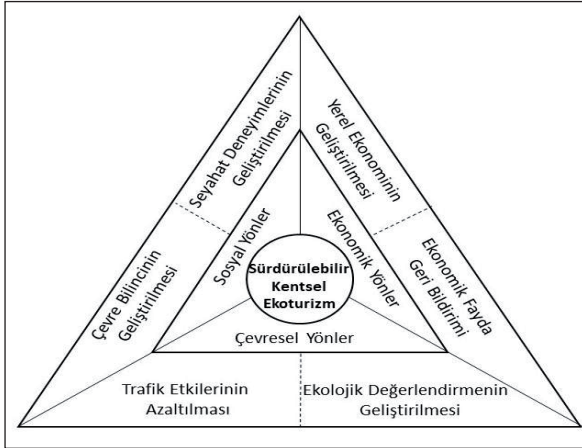 Seyahat Deneyimlerinin
Geliştirilmesi
Yerel Ekonominin
Geliştirilmesi
Çevre Bilincinin
Geliştirilmesi
Sosyal Yönler
Ekonomik Yönler
Ekonomik Fayda
Geri Bildirimi
Sürdürülebilir
Kentsel
Ekoturizm
Çevresel Yönler
Trafik Etkilerinin
Azaltılması
Ekolojik Değerlendirmenin
Geliştirilmesi